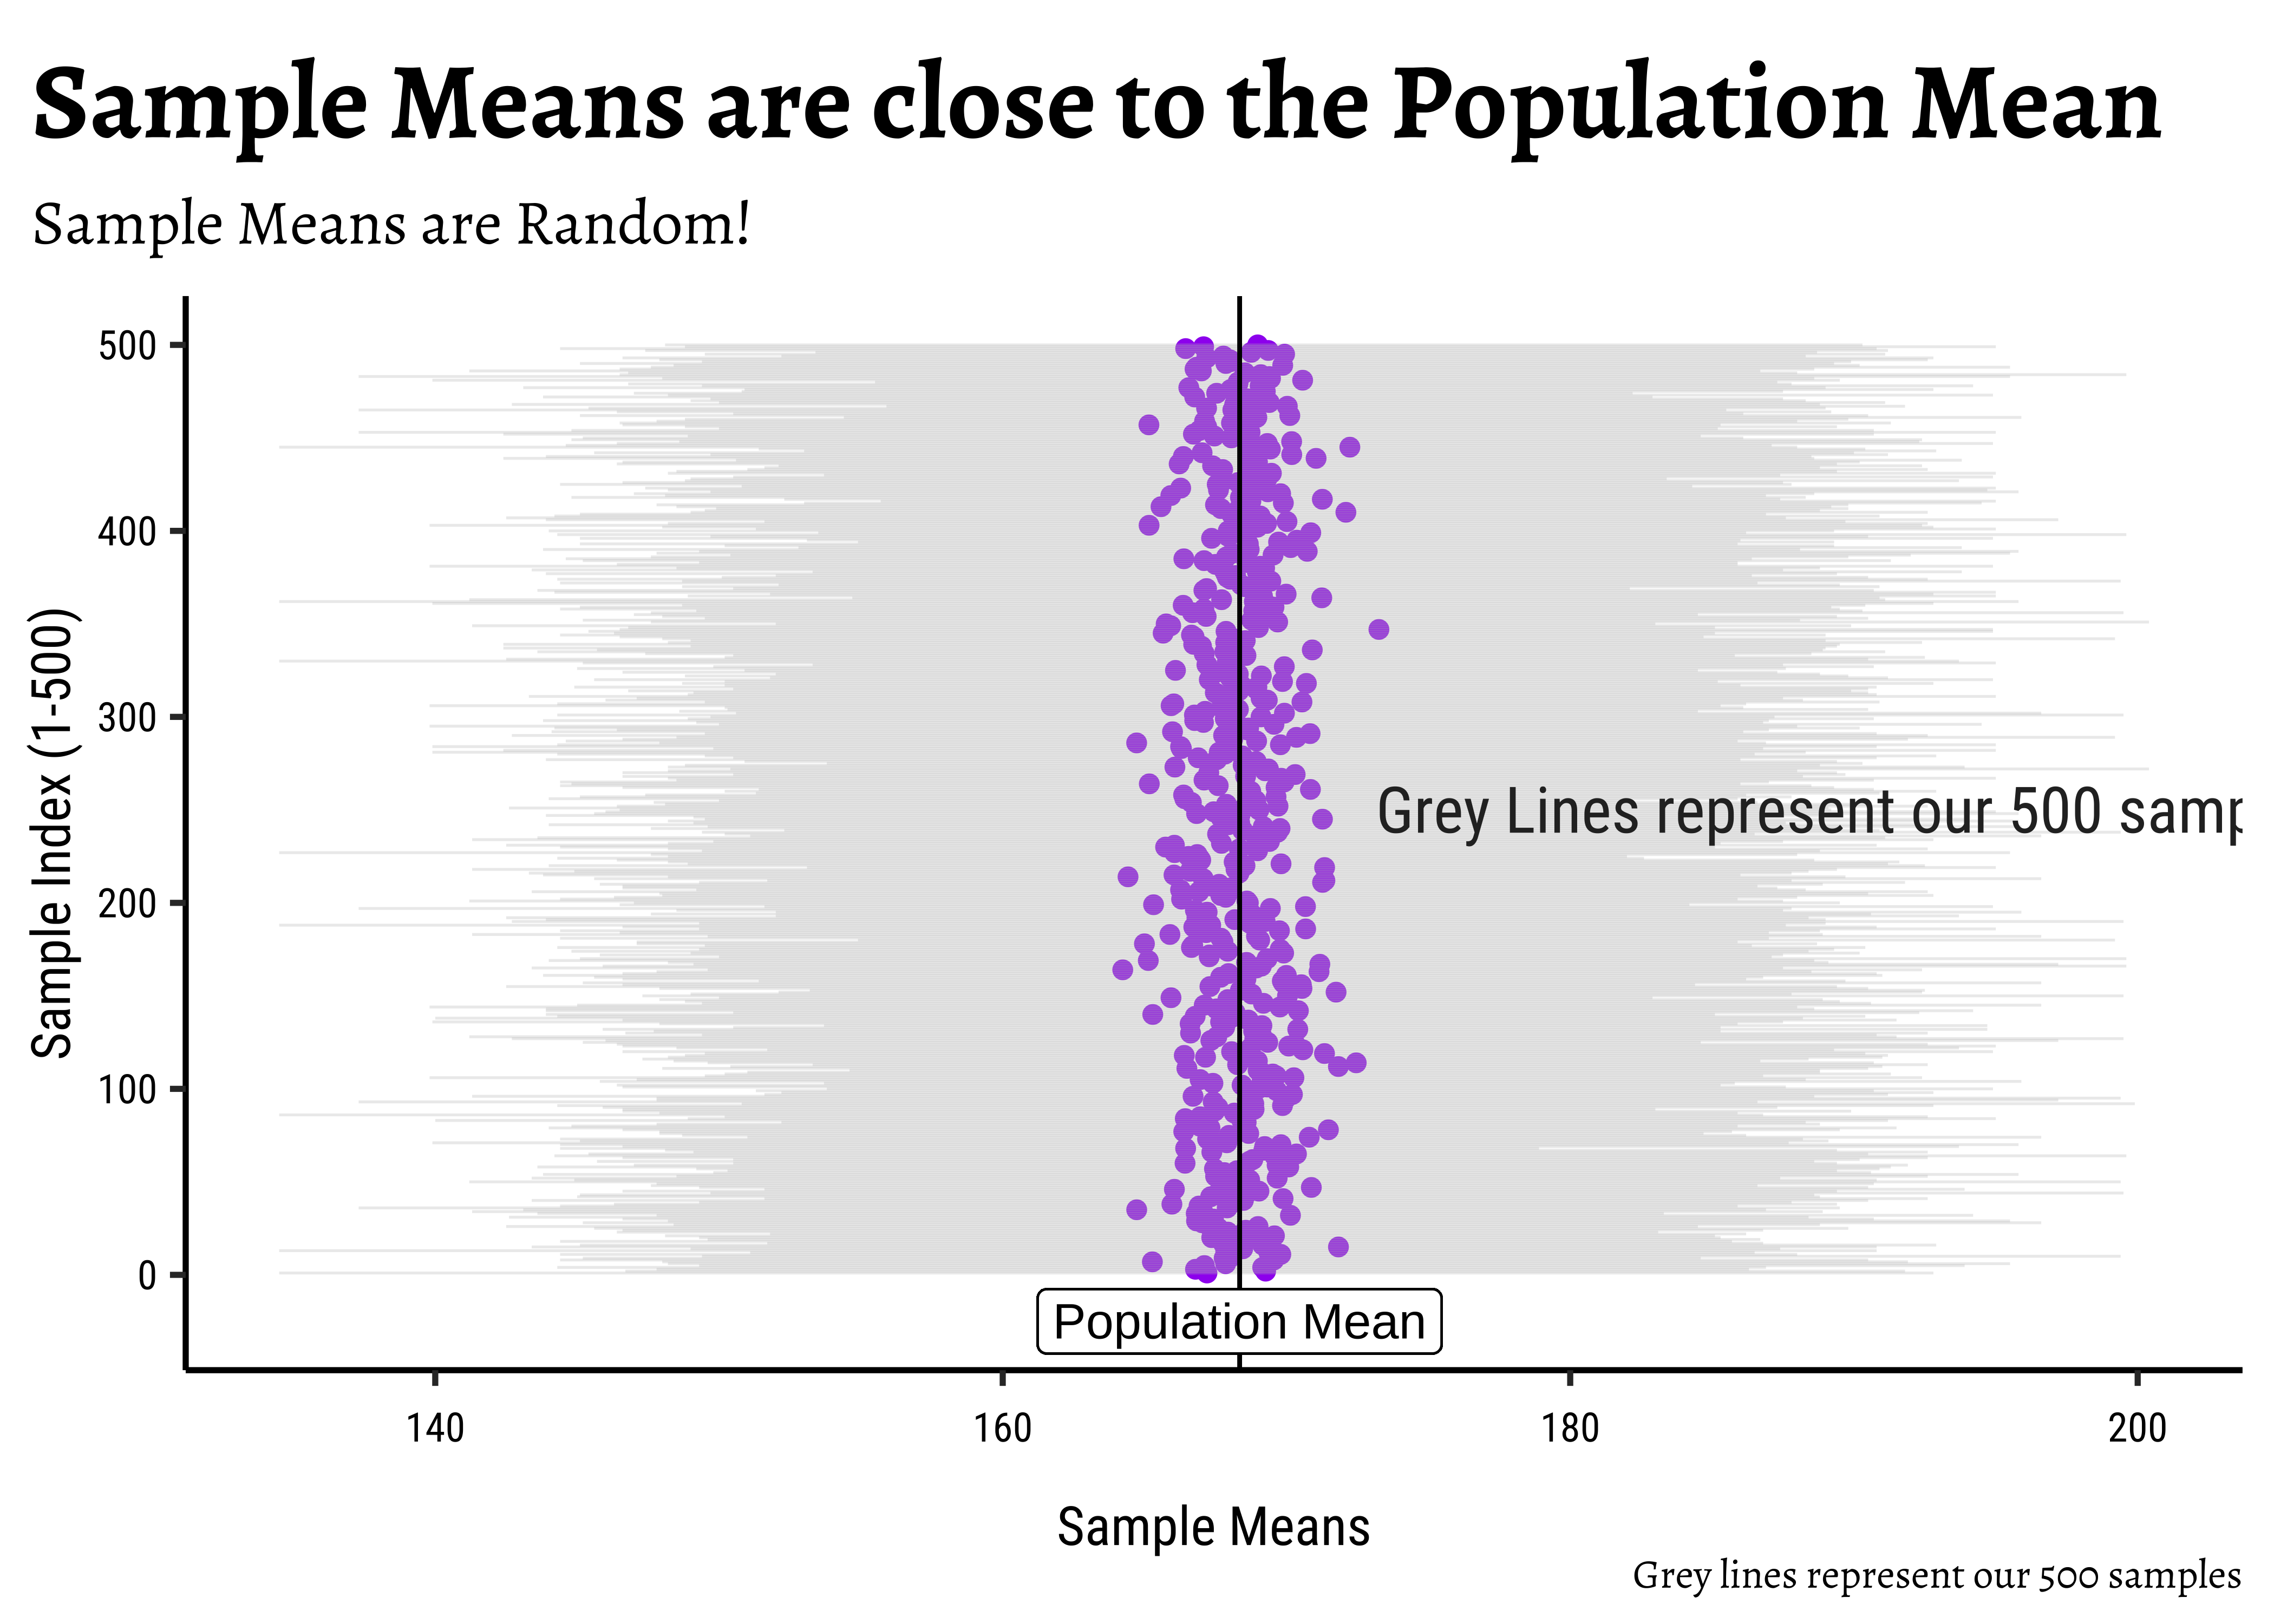 Sample Means are close to the Population Mean
Sample Means are Random!
Sample Index (1-500)
500
400
300
200
100
0
Grey Lines represent our 500 samp
Population Mean
140 160 180 200
Sample Means
Grey lines represent our 500 samples